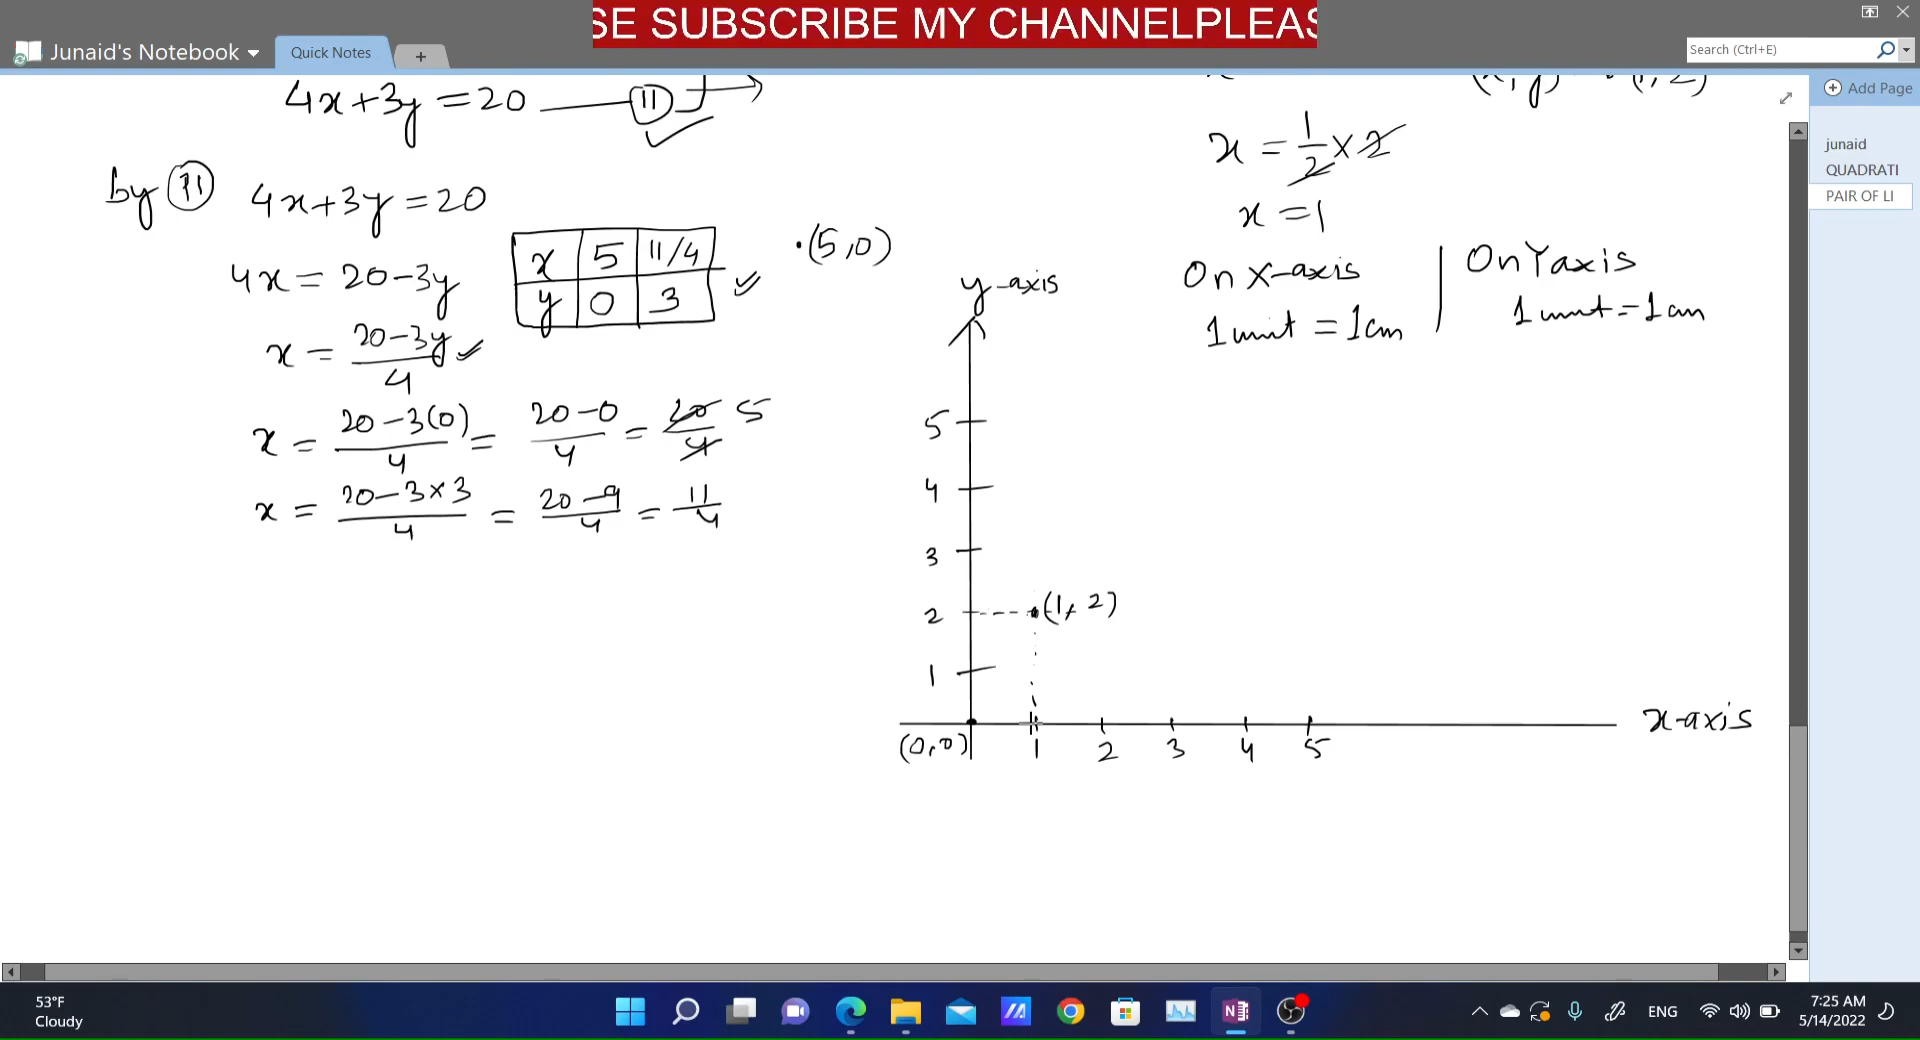 SE SUBSCRIBE MY CHANNELPLEAS
Junaid's Notebook
Quick Notes
+
Search (Ctrl+E)
Add Page
junaid
QUADRATI
PAIR OF LI
4x+3y=20 (II)
by (II) 4x+3y=20
4x = 20-3y
x = 20-3y/4
x = 20-3(0)/4 = 20-0/4 = 20/4 5
x = 20-3×3/4 = 20-9/4 = 11/4
x 5 11/4
y 0 3
(5,0)
x = 1/2×2
x =1
On X-axis
1 unit = 1cm
On Y axis
1 unit = 1cm
y-axis
5
4
3
2 (1, 2)
1
x-axis
(0,0) 1 2 3 4 5
53°F
Cloudy
ENG
7:25 AM
5/14/2022